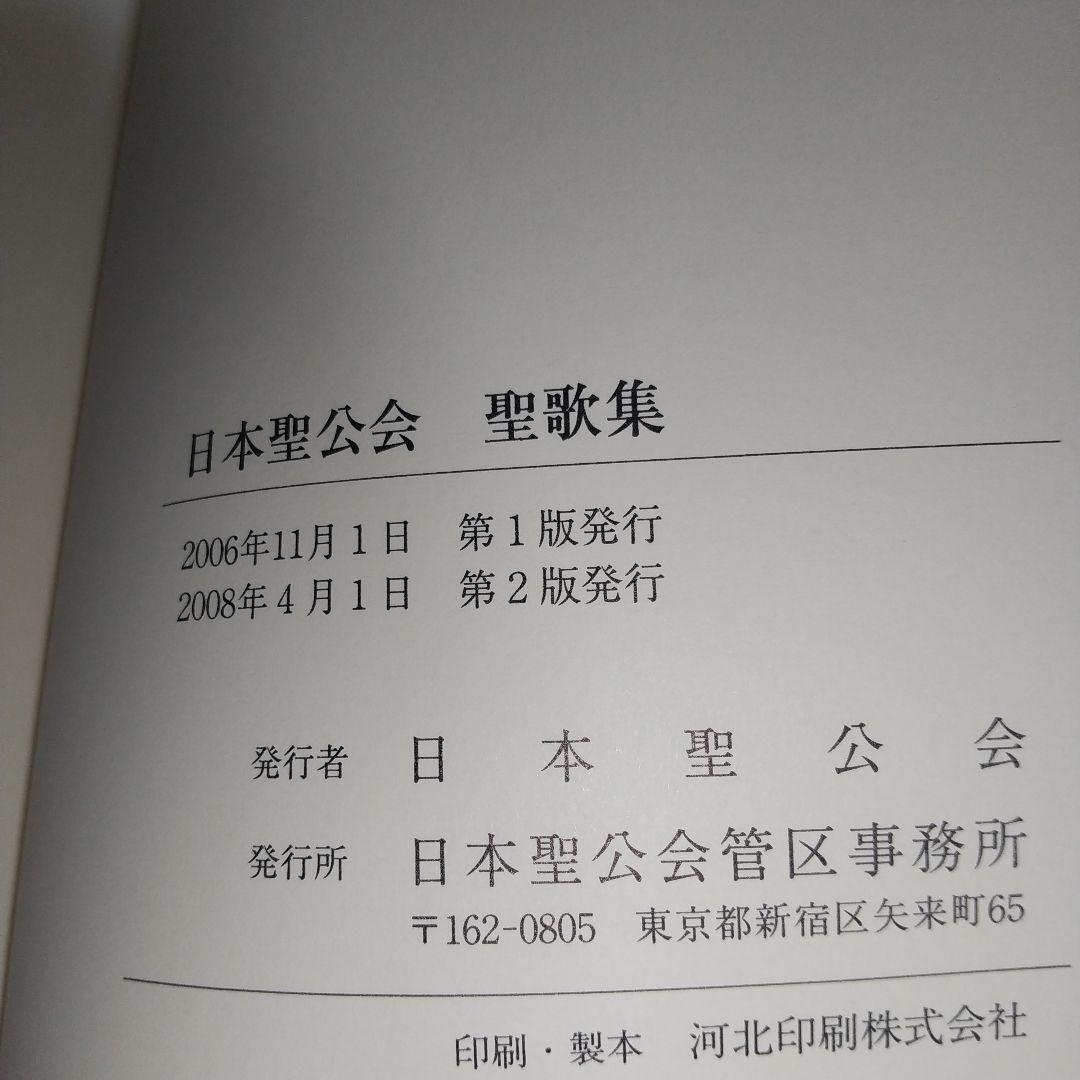 日本聖公会　聖歌集
2006年11月1日　第1版発行
2008年4月1日　第2版発行
発行者　日本聖公会
発行所　日本聖公会管区事務所
〒162-0805　東京都新宿区矢来町65
印刷・製本　河北印刷株式会社